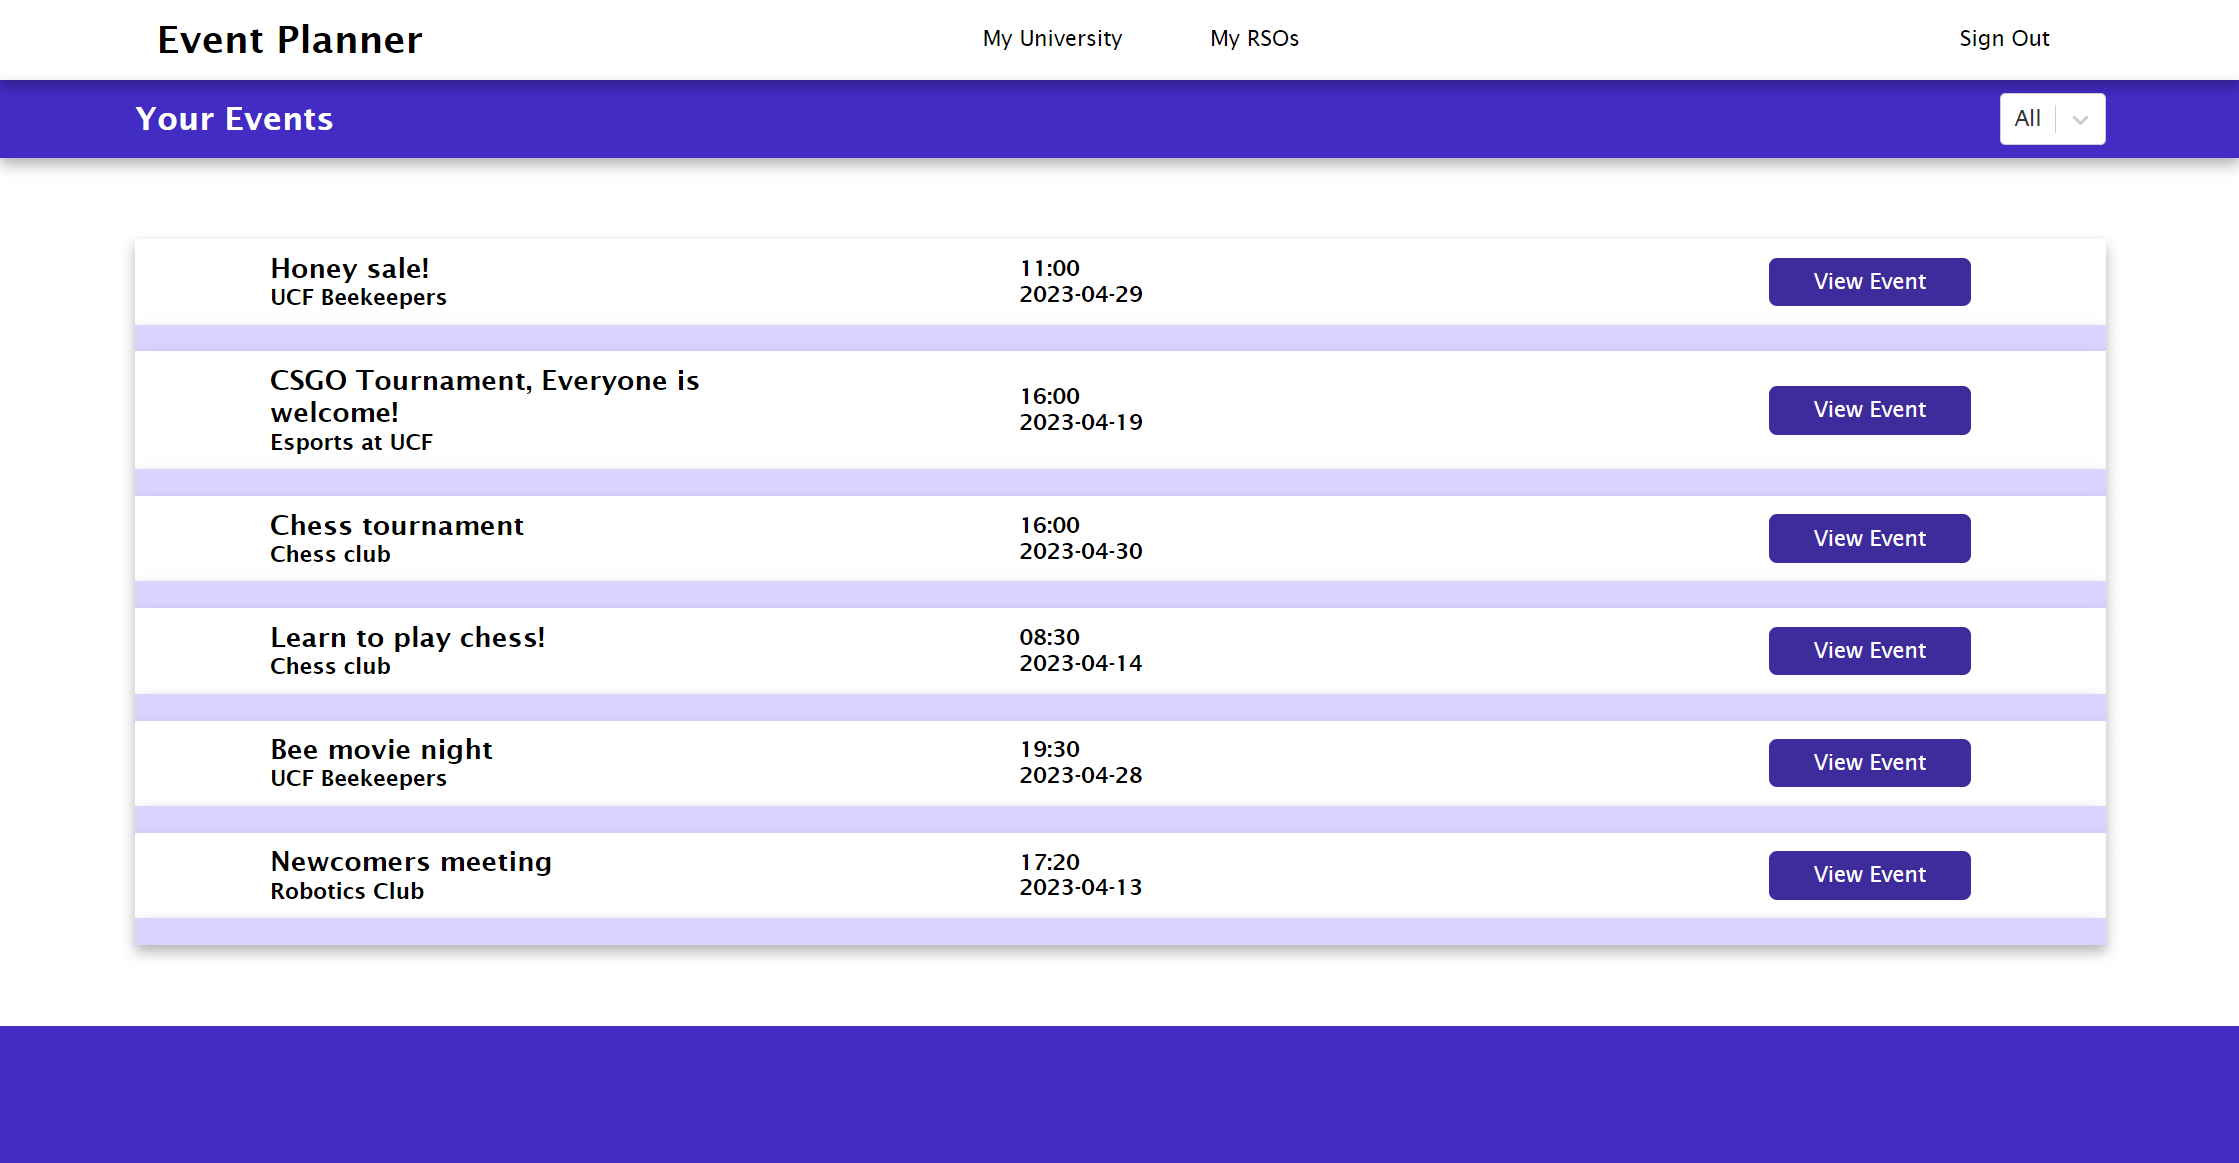 Event Planner
My University
My RSOs
Sign Out
Your Events
All
Honey sale!
UCF Beekeepers
11:00
2023-04-29
View Event
CSGO Tournament, Everyone is
welcome!
Esports at UCF
16:00
2023-04-19
View Event
Chess tournament
Chess club
16:00
2023-04-30
View Event
Learn to play chess!
Chess club
08:30
2023-04-14
View Event
Bee movie night
UCF Beekeepers
19:30
2023-04-28
View Event
Newcomers meeting
Robotics Club
17:20
2023-04-13
View Event